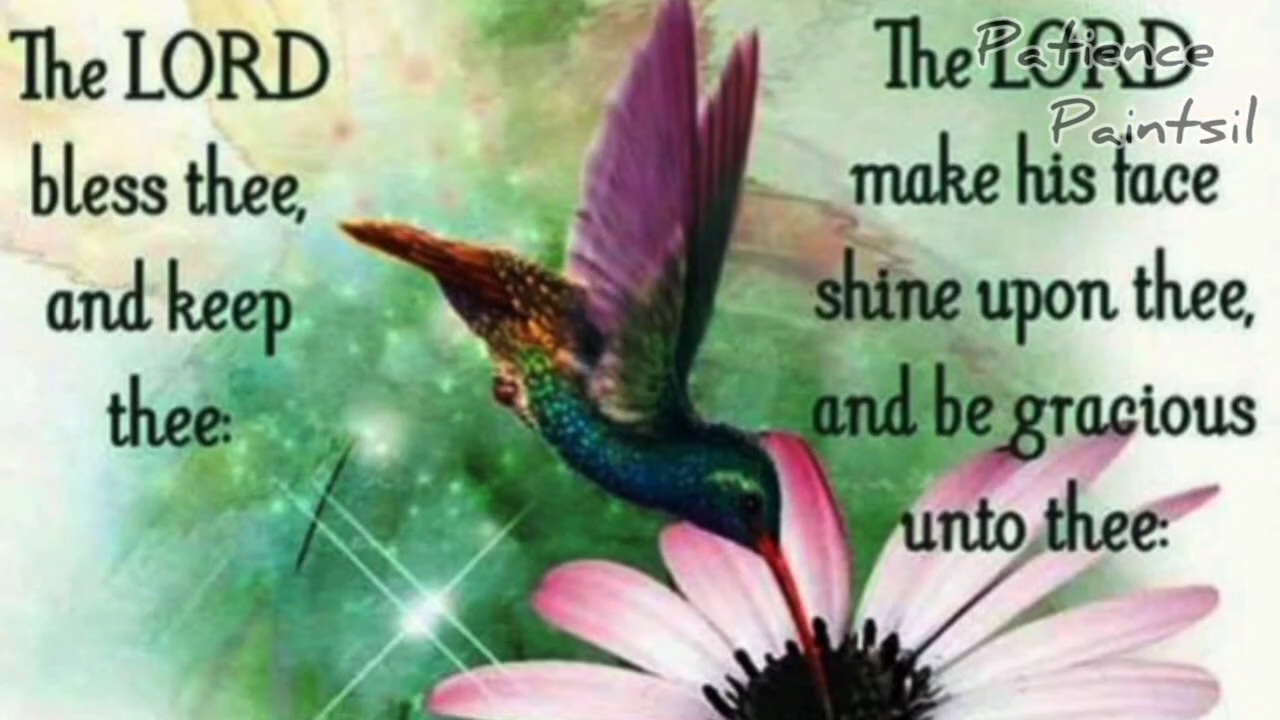 The LORD
bless thee,
and keep
thee:
The LORD
make his face
shine upon thee,
and be gracious
unto thee:
Patience
Paintsil